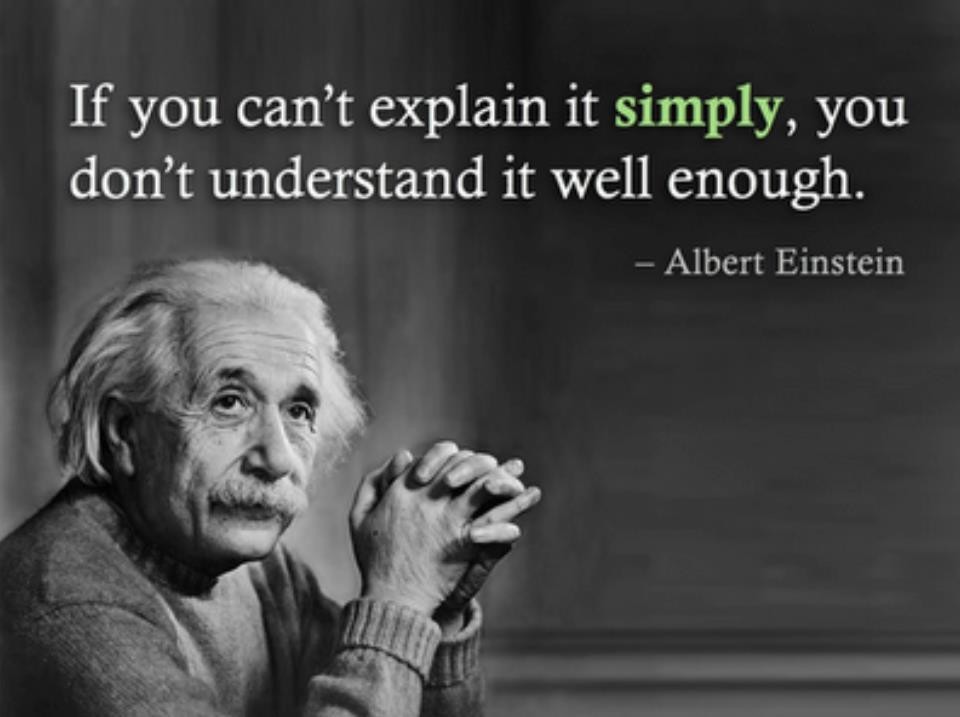 If you can’t explain it simply, you
don’t understand it well enough.
– Albert Einstein